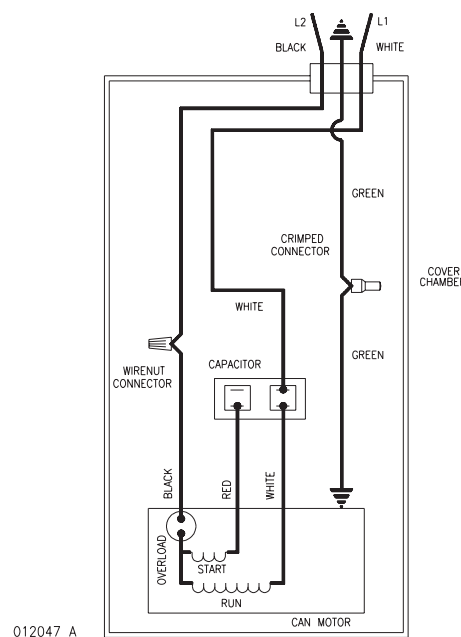 L2
L1
BLACK
WHITE
GREEN
CRIMPED
CONNECTOR
COVER
WHITE
GREEN
CAPACITOR
WIRENUT
CONNECTOR
BLACK
RED
WHITE
OVERLOAD
START
RUN
CAN MOTOR
012047 A